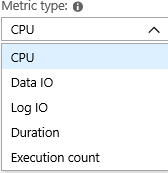 Metric type:
CPU
CPU
Data IO
Log IO
Duration
Execution count